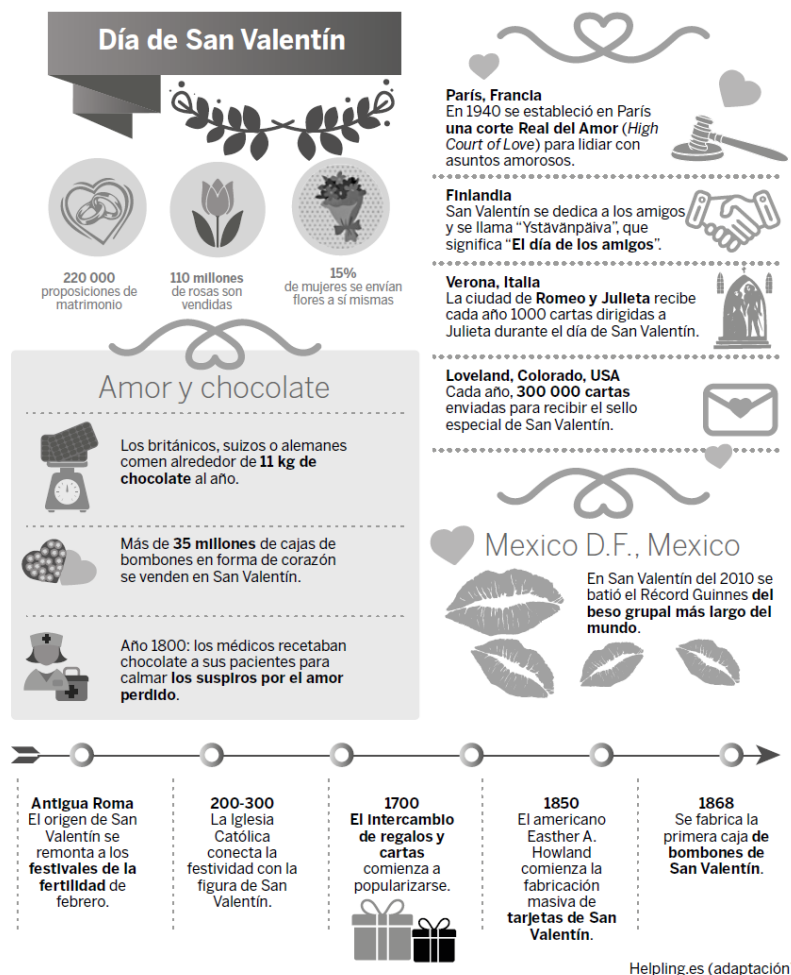 Día de San Valentín
220 000
proposiciones de
matrimonio
110 millones
de rosas son
vendidas
15%
de mujeres se envían
flores a sí mismas
París, Francia
En 1940 se estableció en París
una corte Real del Amor (High
Court of Love) para lidiar con
asuntos amorosos.
Finlandia
San Valentín se dedica a los amigos
y se llama “Ystävänpäiva”, que
significa “El día de los amigos”.
Verona, Italia
La ciudad de Romeo y Julieta recibe
cada año 1000 cartas dirigidas a
Julieta durante el día de San Valentín.
Loveland, Colorado, USA
Cada año, 300 000 cartas
enviadas para recibir el sello
especial de San Valentín.
Amor y chocolate
Los británicos, suizos o alemanes
comen alrededor de 11 kg de
chocolate al año.
Más de 35 millones de cajas de
bombones en forma de corazón
se venden en San Valentín.
Año 1800: los médicos recetaban
chocolate a sus pacientes para
calmar los suspiros por el amor
perdido.
Mexico D.F., Mexico
En San Valentín del 2010 se
batió el Récord Guinnes del
beso grupal más largo del
mundo.
Antigua Roma
El origen de San
Valentín se
remonta a los
festivales de la
fertilidad de
febrero.
200-300
La Iglesia
Católica
conecta la
festividad con la
figura de San
Valentín.
1700
El intercambio
de regalos y
cartas
comienza a
popularizarse.
1850
El americano
Easther A.
Howland
comienza la
fabricación
masiva de
tarjetas de San
Valentín.
1868
Se fabrica la
primera caja de
bombones de
San Valentín.
Helpling.es (adaptación